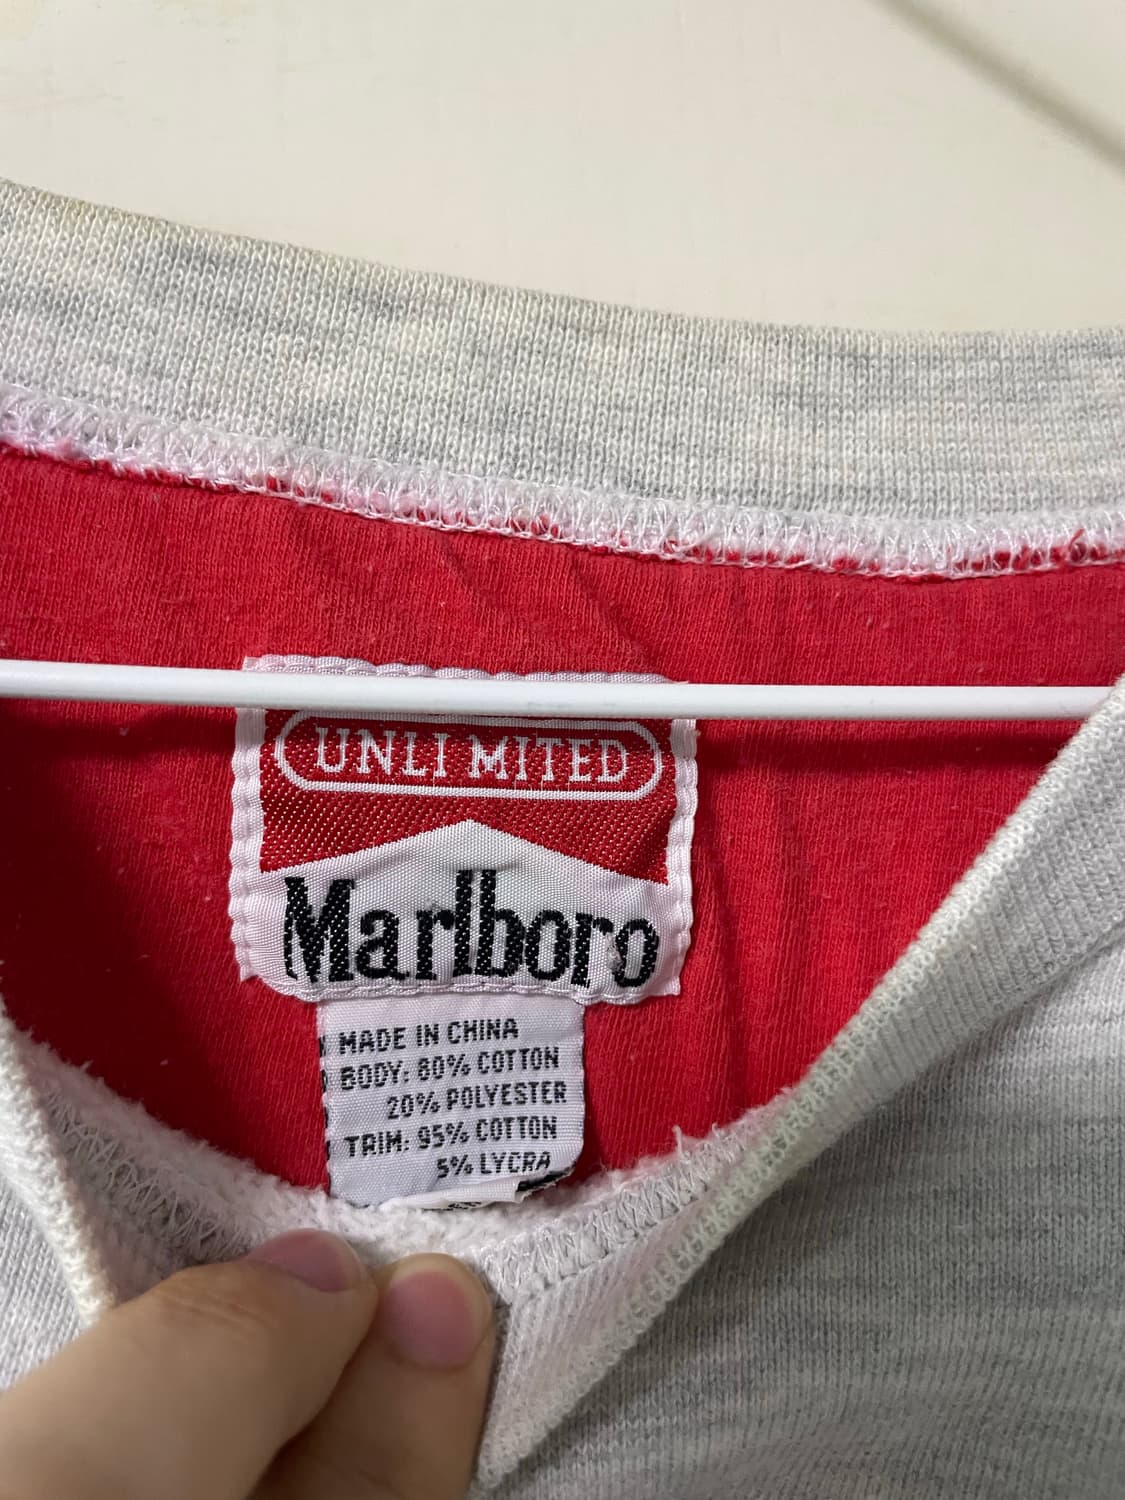 UNLIMITED
Marlboro
MADE IN CHINA
BODY: 80% COTTON
20% POLYESTER
TRIM: 95% COTTON
5% LYCRA